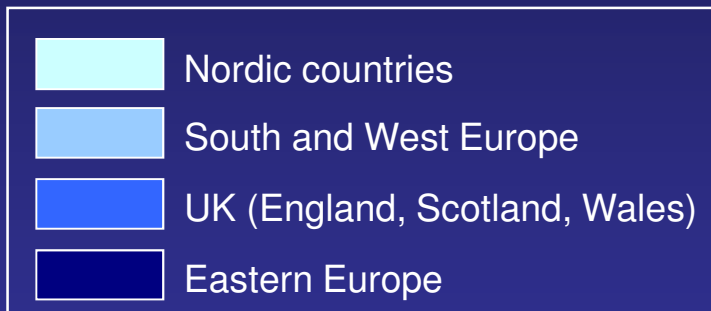 Nordic countries
South and West Europe
UK (England, Scotland, Wales)
Eastern Europe